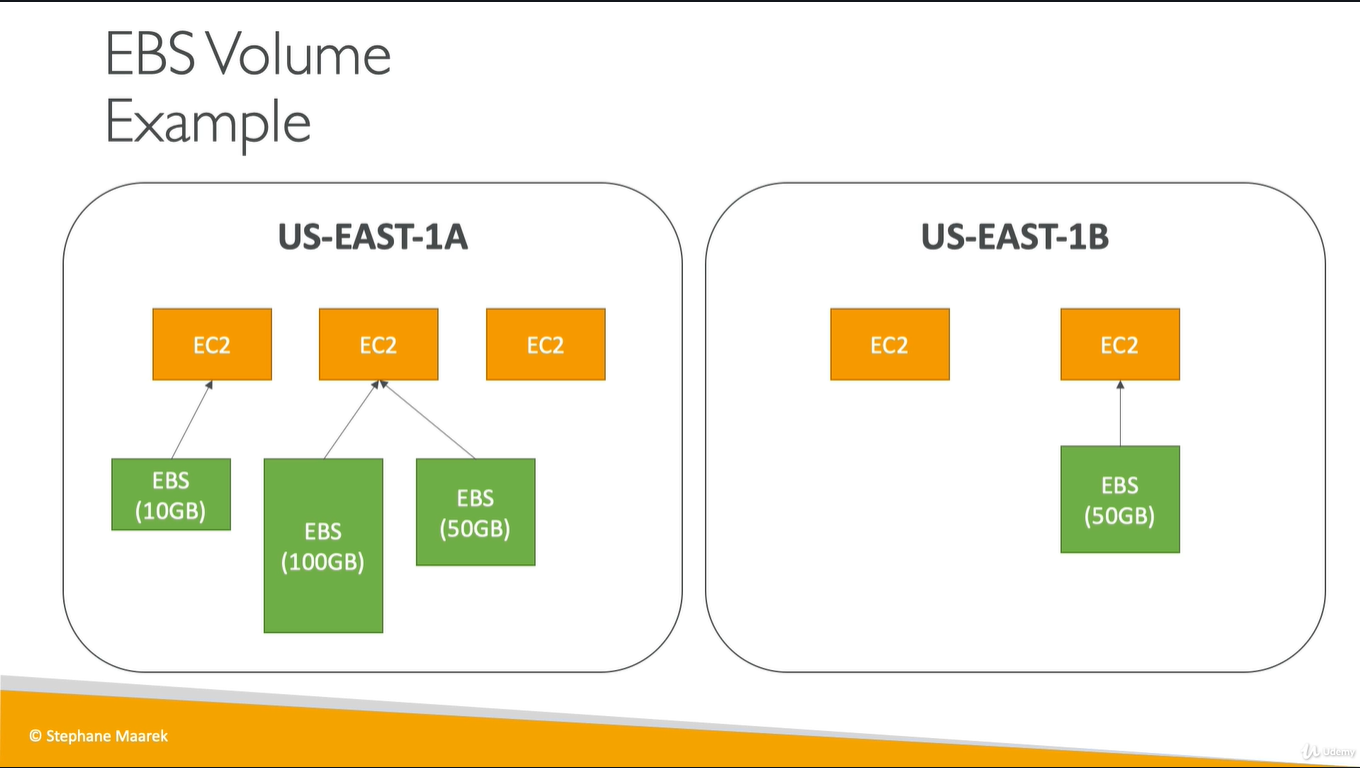 EBS Volume
Example
US-EAST-1A
EC2
EC2
EC2
EBS
(10GB)
EBS
(100GB)
EBS
(50GB)
US-EAST-1B
EC2
EC2
EBS
(50GB)
© Stephane Maarek
Udemy